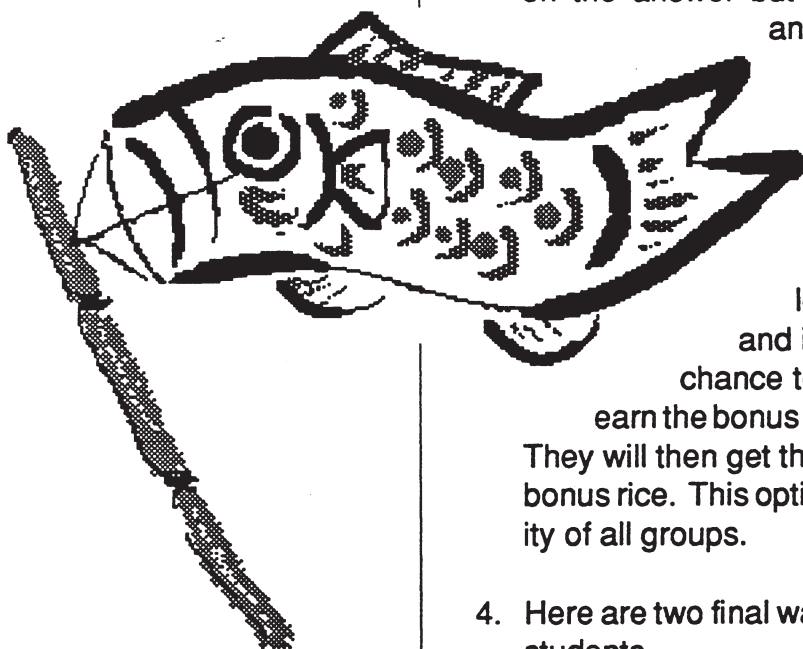 on the answer but
an
and i
chance t
earn the bonus
They will then get th
bonus rice. This opti
ity of all groups.
4. Here are two final wa
students